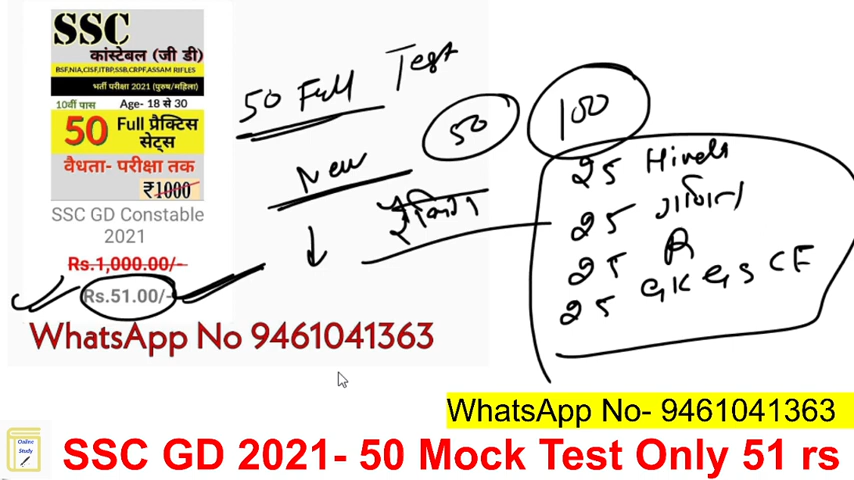 SSC
कांस्टेबल (जी डी)
BSF,NIA,CISF,ITBP,SSB,CRPF,ASSAM RIFLES
भर्ती परीक्षा 2021 (पुरुष/महिला)
10वीं पास Age- 18 से 30
50 Full प्रैक्टिस
सेट्स
वैधता- परीक्षा तक
₹1000
SSC GD Constable
2021
Rs.1,000.00/-
Rs.51.00/-
WhatsApp No 9461041363
50 Full Test
New
50
100
25 Hindi
25 गणित
25 R
25 GK GS CE
WhatsApp No- 9461041363
Online
Study
SSC GD 2021- 50 Mock Test Only 51 rs